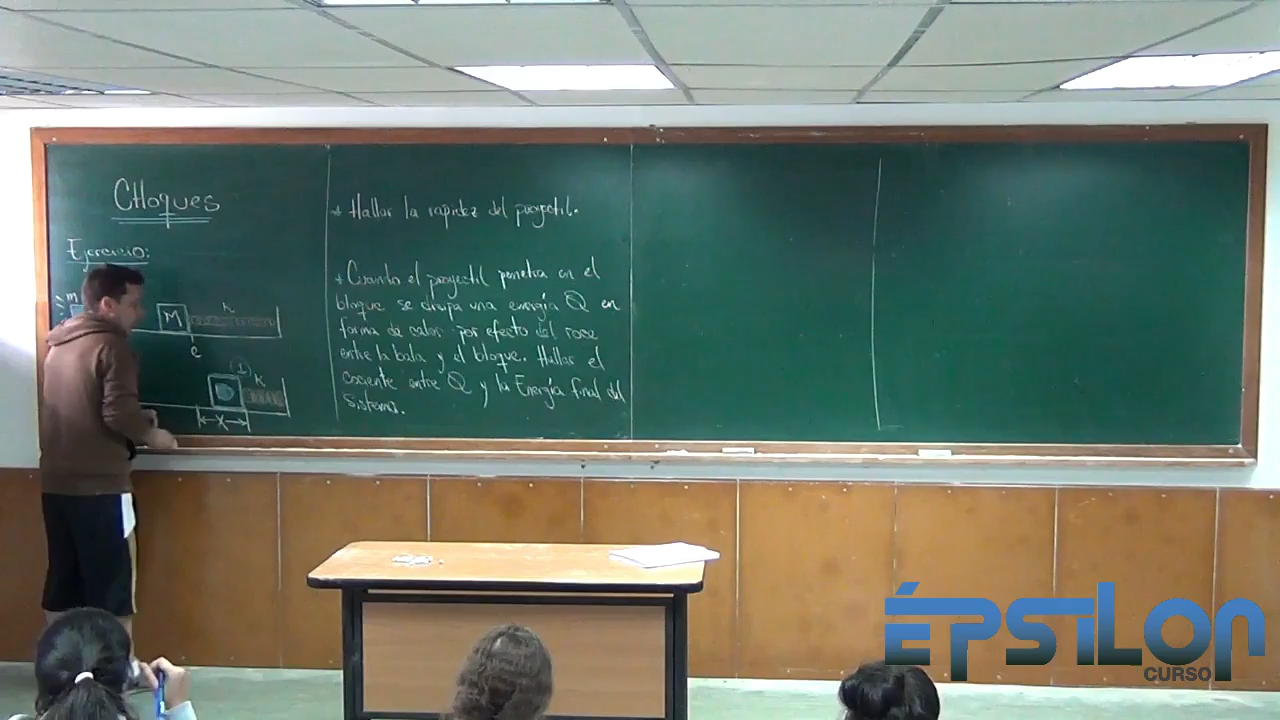 CHoques
Ejercicio:
m
M
K
e
(1)
K
x
* Hallar la rapidez del proyectil.
* Cuando el proyectil penetra en el
bloque se disipa una energía Q en
forma de calor por efecto del roce
entre la bala y el bloque. Hallar el
cociente entre Q y la Energía final del
Sistema.
ÉPSILON
CURSO